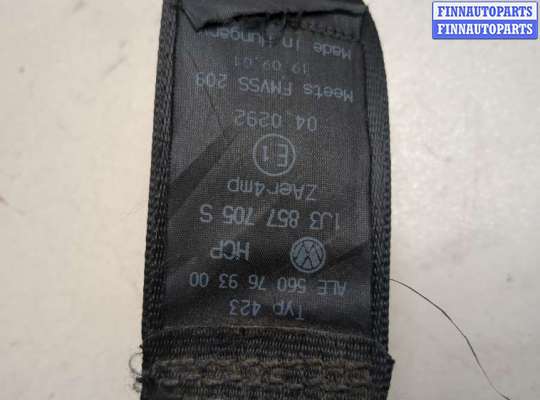 FINNAUTOPARTS
FINNAUTOPARTS
Typ 423
ALE 560 76 93 00
HCP
1J3 857 705 S
ZAer4mp
E1
04 0292
Meets FMVSS 209
19.09.01
Made in Hungary